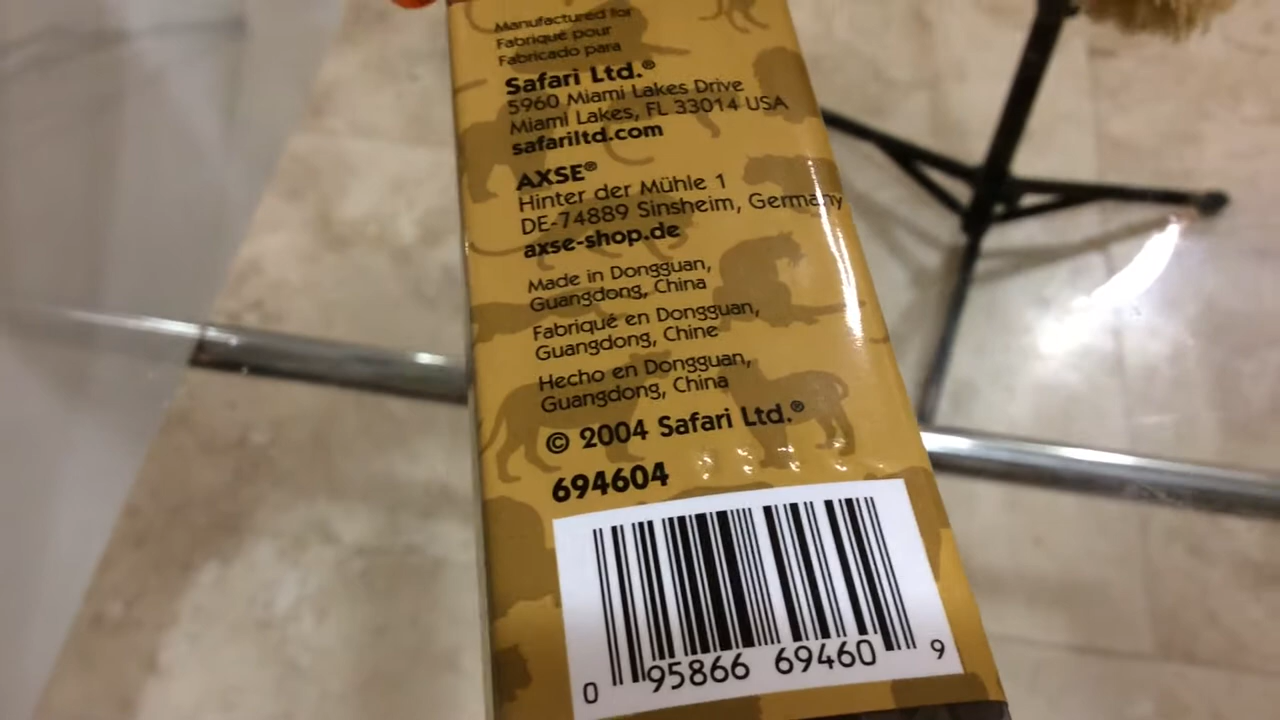 Manufactured for
Fabriqué pour
Fabricado para
Safari Ltd.®
5960 Miami Lakes Drive
Miami Lakes, FL 33014 USA
safariltd.com
AXSE®
Hinter der Mühle 1
DE-74889 Sinsheim, Germany
axse-shop.de
Made in Dongguan,
Guangdong, China
Fabriqué en Dongguan,
Guangdong, Chine
Hecho en Dongguan,
Guangdong, China
© 2004 Safari Ltd.®
694604
0 95866 69460 9